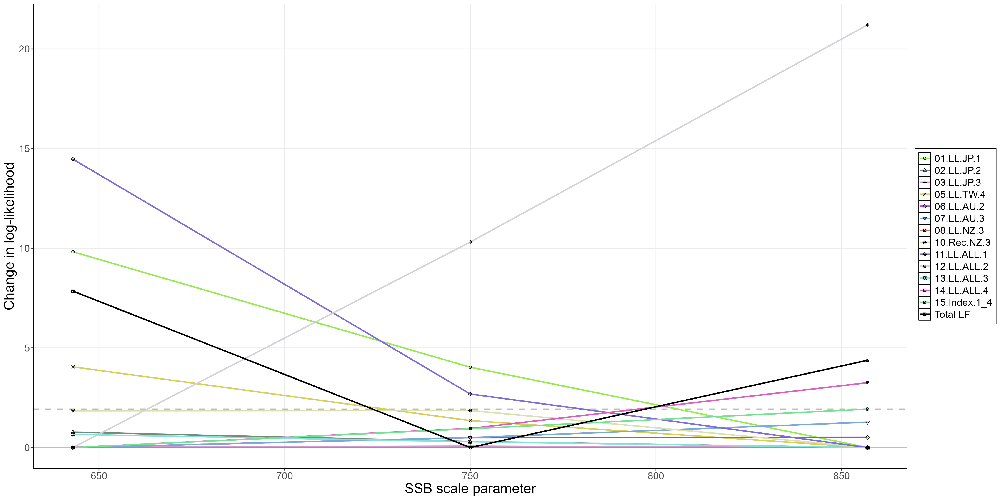 Change in log-likelihood
20
15
10
5
0
650 700 750 800 850
SSB scale parameter
01.LL.JP.1
02.LL.JP.2
03.LL.JP.3
05.LL.TW.4
06.LL.AU.2
07.LL.AU.3
08.LL.NZ.3
10.Rec.NZ.3
11.LL.ALL.1
12.LL.ALL.2
13.LL.ALL.3
14.LL.ALL.4
15.Index.1_4
Total LF